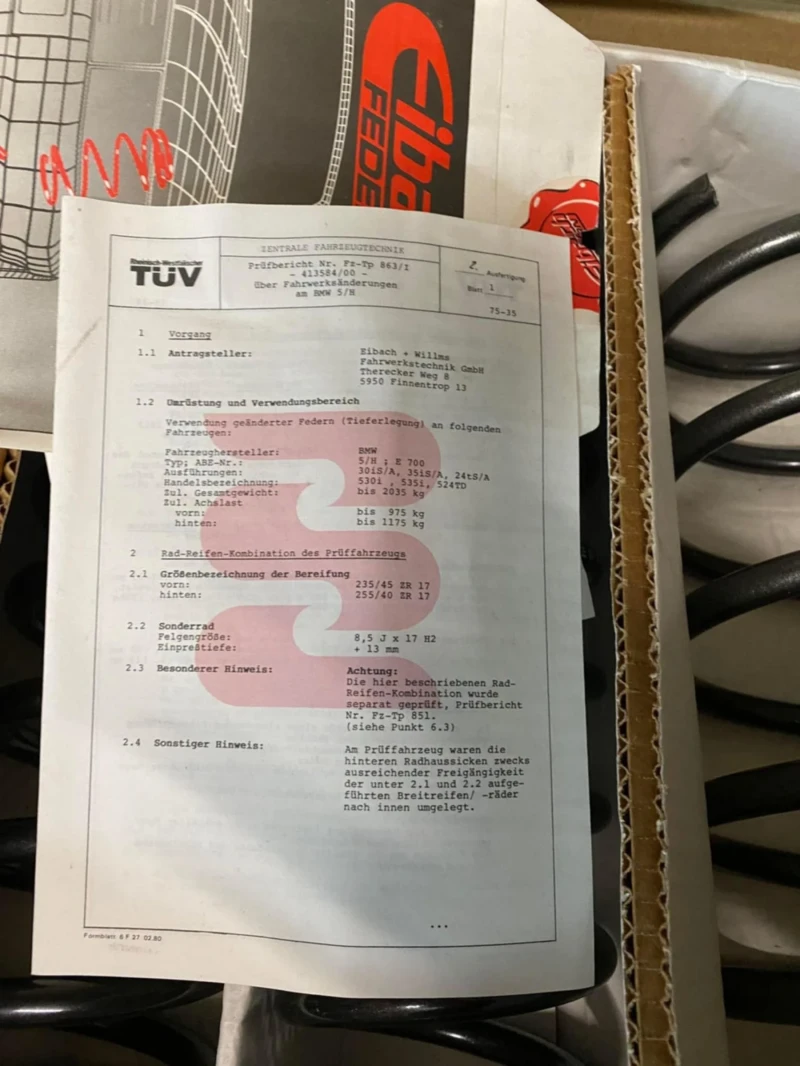 Eibac
FEDE
Rheinisch-Westfälischer
TÜV
ZENTRALE FAHRZEUGTECHNIK
Prüfbericht Nr. Fz-Tp 863/I
- 413584/00 -
über Fahrwerksänderungen
am BMW 5/H
2. Ausfertigung
Blatt 1
75-35
1 Vorgang
1.1 Antragsteller: Eibach + Willms
Fahrwerkstechnik GmbH
Therecker Weg 8
5950 Finnentrop 13
1.2 Umrüstung und Verwendungsbereich
Verwendung geänderter Federn (Tieferlegung) an folgenden
Fahrzeugen:
Fahrzeughersteller: BMW
Typ; ABE-Nr.: 5/H ; E 700
Ausführungen: 30iS/A, 35iS/A, 24tS/A
Handelsbezeichnung: 530i , 535i, 524TD
Zul. Gesamtgewicht: bis 2035 kg
Zul. Achslast
vorn: bis 975 kg
hinten: bis 1175 kg
2 Rad-Reifen-Kombination des Prüffahrzeugs
2.1 Größenbezeichnung der Bereifung
vorn: 235/45 ZR 17
hinten: 255/40 ZR 17
2.2 Sonderrad
Felgengröße: 8,5 J x 17 H2
Einpreßtiefe: + 13 mm
2.3 Besonderer Hinweis: Achtung:
Die hier beschriebenen Rad-
Reifen-Kombination wurde
separat geprüft, Prüfbericht
Nr. Fz-Tp 851.
(siehe Punkt 6.3)
2.4 Sonstiger Hinweis: Am Prüffahrzeug waren die
hinteren Radhaussicken zwecks
ausreichender Freigängigkeit
der unter 2.1 und 2.2 aufge-
führten Breitreifen/ -räder
nach innen umgelegt.
...
Formblatt 6 F 27 02.80